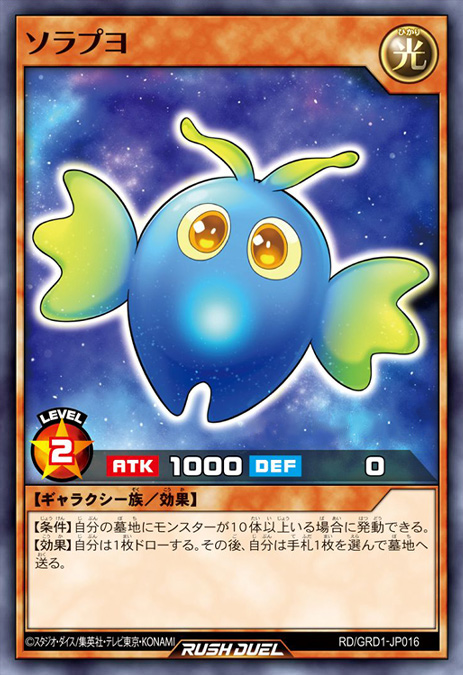 ソラプヨ
ひかり
光
LEVEL
2
ATK 1000 DEF 0
【ギャラクシー族／効果】
【条件】自分の墓地にモンスターが10体以上いる場合に発動できる。
【効果】自分は1枚ドローする。その後、自分は手札1枚を選んで墓地へ
送る。
©スタジオ・ダイス/集英社・テレビ東京・KONAMI
RUSH DUEL
RD/GRD1-JP016